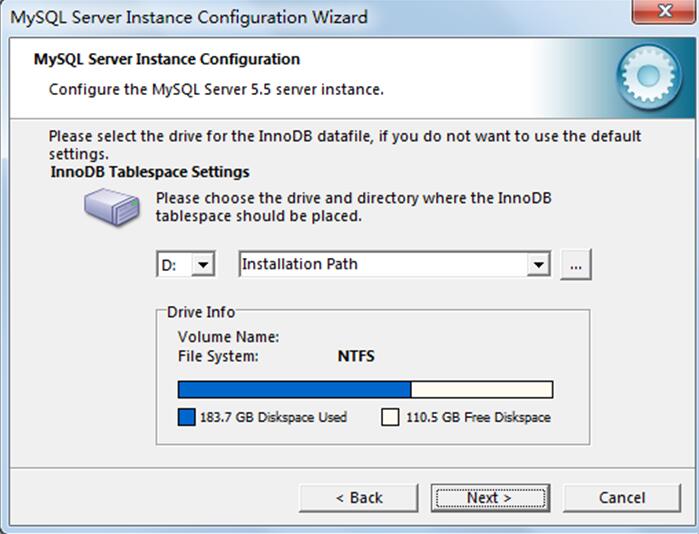 MySQL Server Instance Configuration Wizard
MySQL Server Instance Configuration
Configure the MySQL Server 5.5 server instance.
Please select the drive for the InnoDB datafile, if you do not want to use the default
settings.
InnoDB Tablespace Settings
Please choose the drive and directory where the InnoDB
tablespace should be placed.
D: Installation Path ...
Drive Info
Volume Name:
File System: NTFS
183.7 GB Diskspace Used 110.5 GB Free Diskspace
< Back Next > Cancel